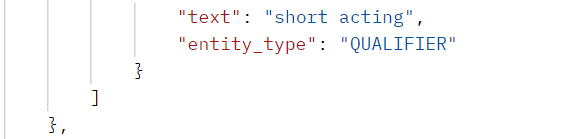 "text": "short acting",
"entity_type": "QUALIFIER"
}
]
},